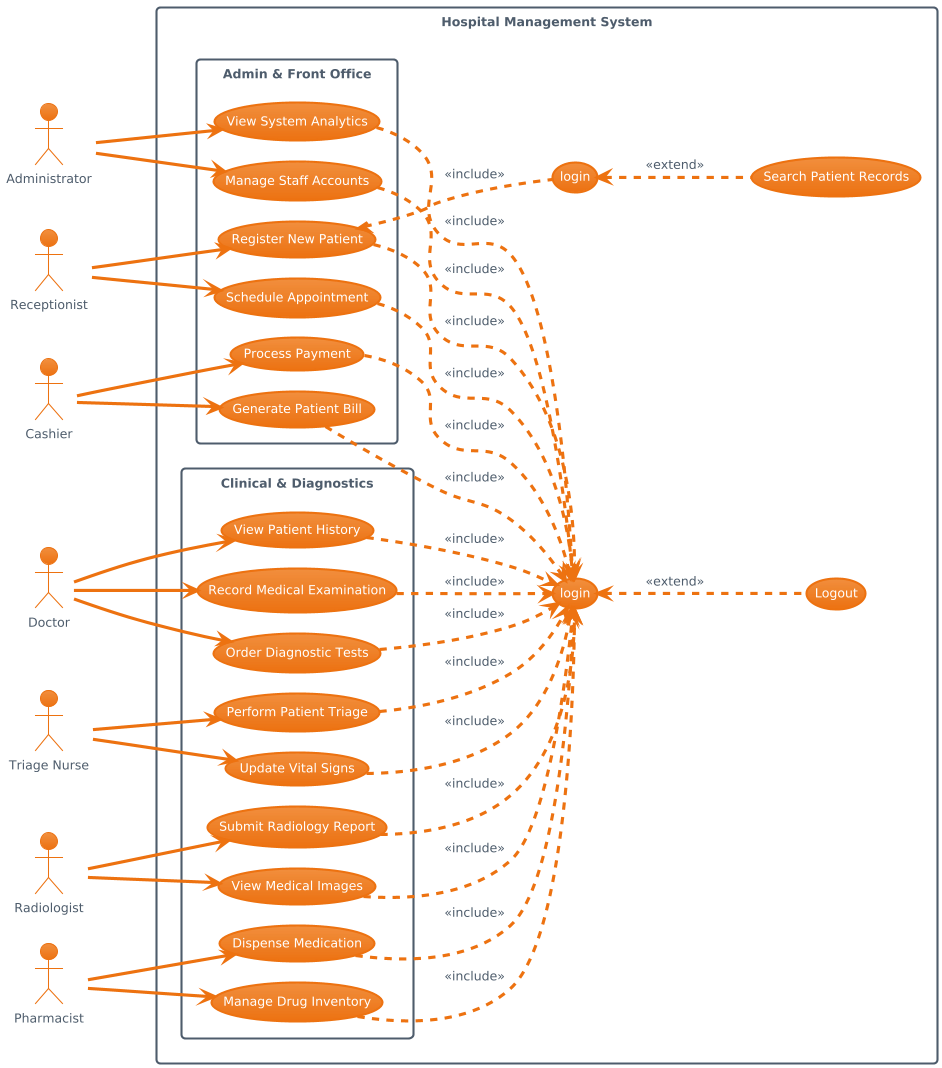 Hospital Management System
Admin & Front Office
View System Analytics
Administrator
«include»
login
«extend»
Search Patient Records
Manage Staff Accounts
«include»
Register New Patient
«include»
Receptionist
Schedule Appointment
«include»
Process Payment
«include»
Generate Patient Bill
«include»
Cashier
«include»
Clinical & Diagnostics
View Patient History
«include»
Record Medical Examination
«include»
login
«extend»
Logout
Doctor
«include»
Order Diagnostic Tests
«include»
Perform Patient Triage
«include»
Triage Nurse
Update Vital Signs
«include»
Submit Radiology Report
«include»
View Medical Images
Radiologist
«include»
Dispense Medication
«include»
Manage Drug Inventory
Pharmacist